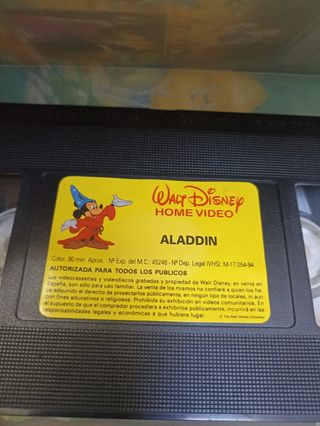 WALT DISNEY
HOME VIDEO
ALADDIN
Color. 90 min. Aprox. · Nº Exp. del M.C.: 45248 · Nº Dep. Legal (VHS): M-17.054-94
AUTORIZADA PARA TODOS LOS PUBLICOS
Los videocassettes y videodiscos grabados y propiedad de Walt Disney, en venta en
España, son sólo para uso familiar. La venta de los mismos no confiere a quien los ha-
ya adquirido el derecho de proyectarlos públicamente, en ningún tipo de locales, ni aun
con fines educativos o religiosos. Prohibida su exhibición en videos comunitarios. En
el supuesto de que el comprador procediera a exhibirlos públicamente, incurrirá en las
responsabilidades legales y económicas a que hubiere lugar.
© The Walt Disney Company